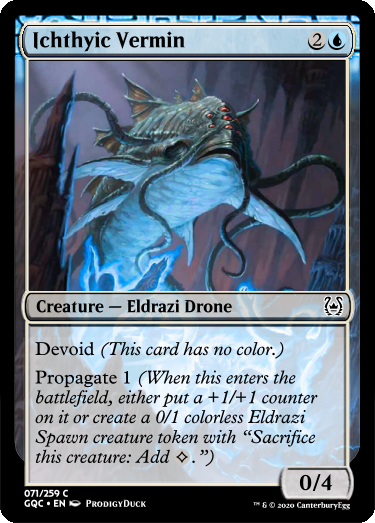 Ichthyic Vermin 2
Creature — Eldrazi Drone
Devoid (This card has no color.)
Propagate 1 (When this enters the
battlefield, either put a +1/+1 counter
on it or create a 0/1 colorless Eldrazi
Spawn creature token with “Sacrifice
this creature: Add .”)
0/4
071/259 C
GQC • EN ProdigyDuck
™ & © 2020 CanterburyEgg